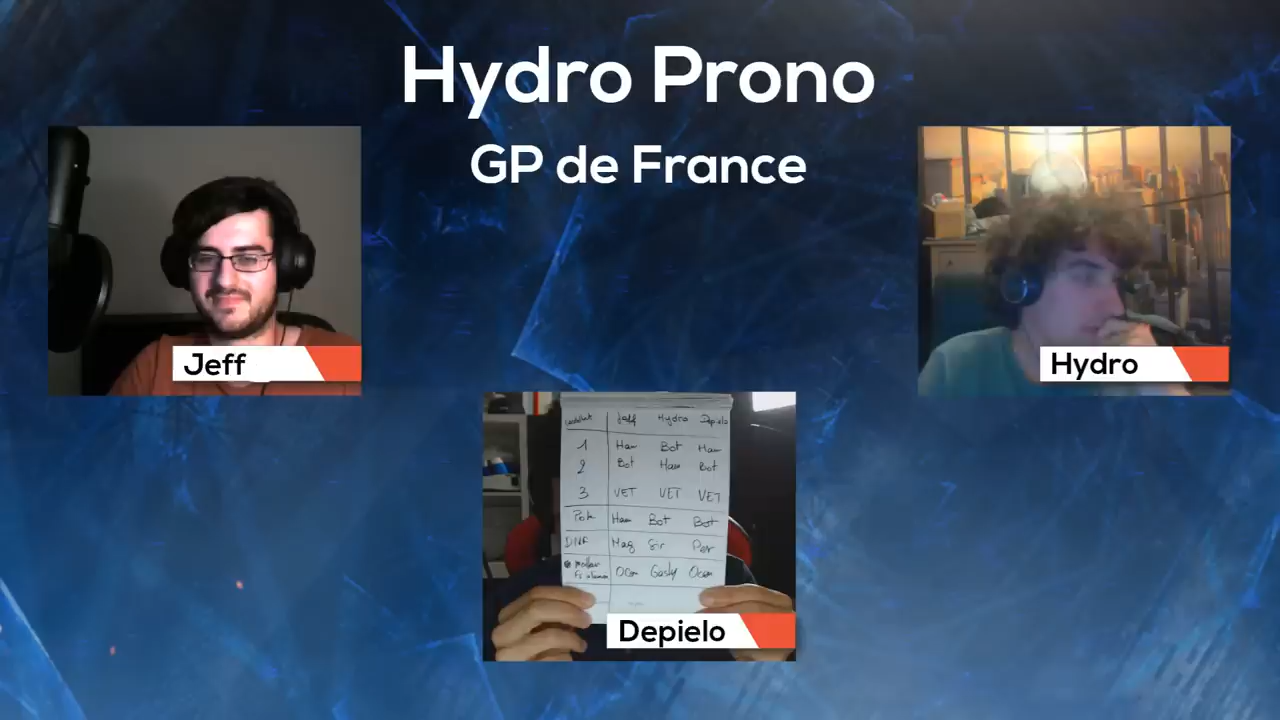 Hydro Prono
GP de France
Jeff
Hydro
Jeff Hydro Depielo
1 Ham Bot Ham
2 Bot Ham Bot
3 VET VET VET
Pole Ham Bot Bot
DNF Mag Sir Per
Ocon Gasly Ocon
Depielo